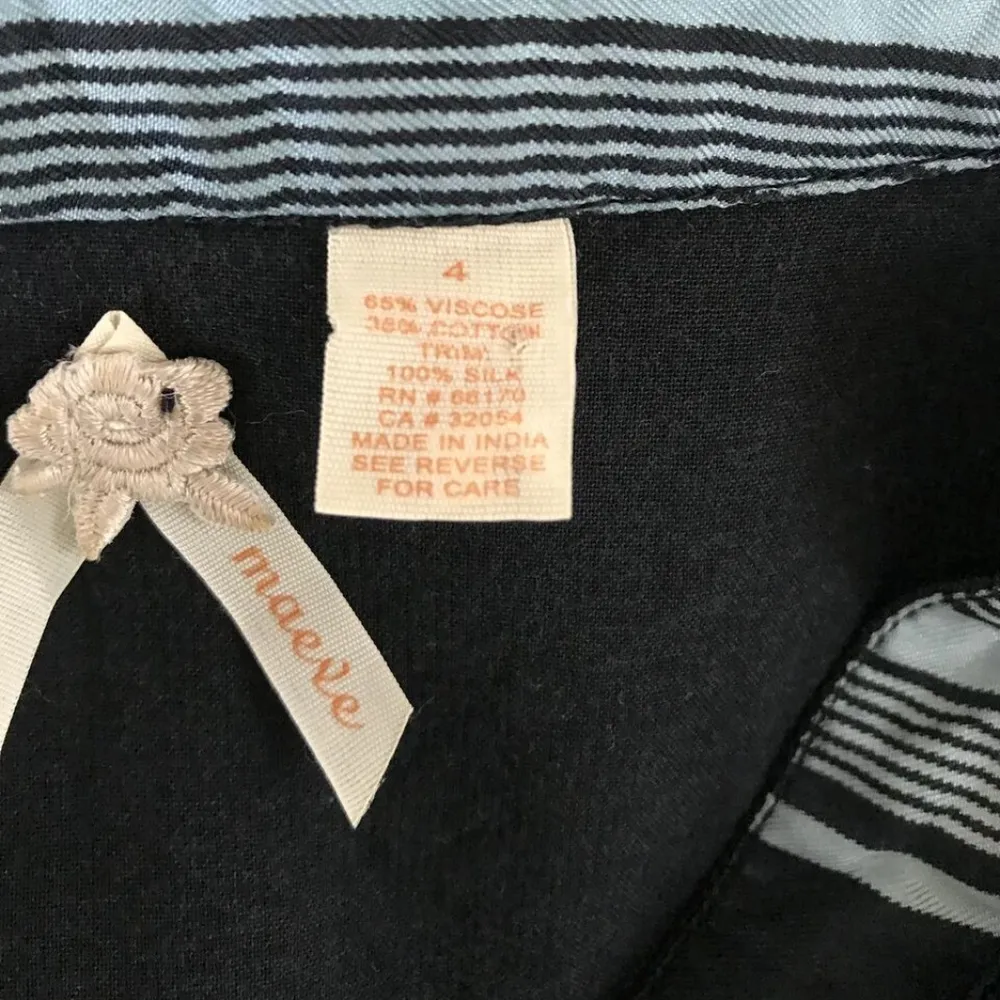 4
65% VISCOSE
35% COTTON
TRIM:
100% SILK
RN # 66170
CA # 32054
MADE IN INDIA
SEE REVERSE
FOR CARE
maeve